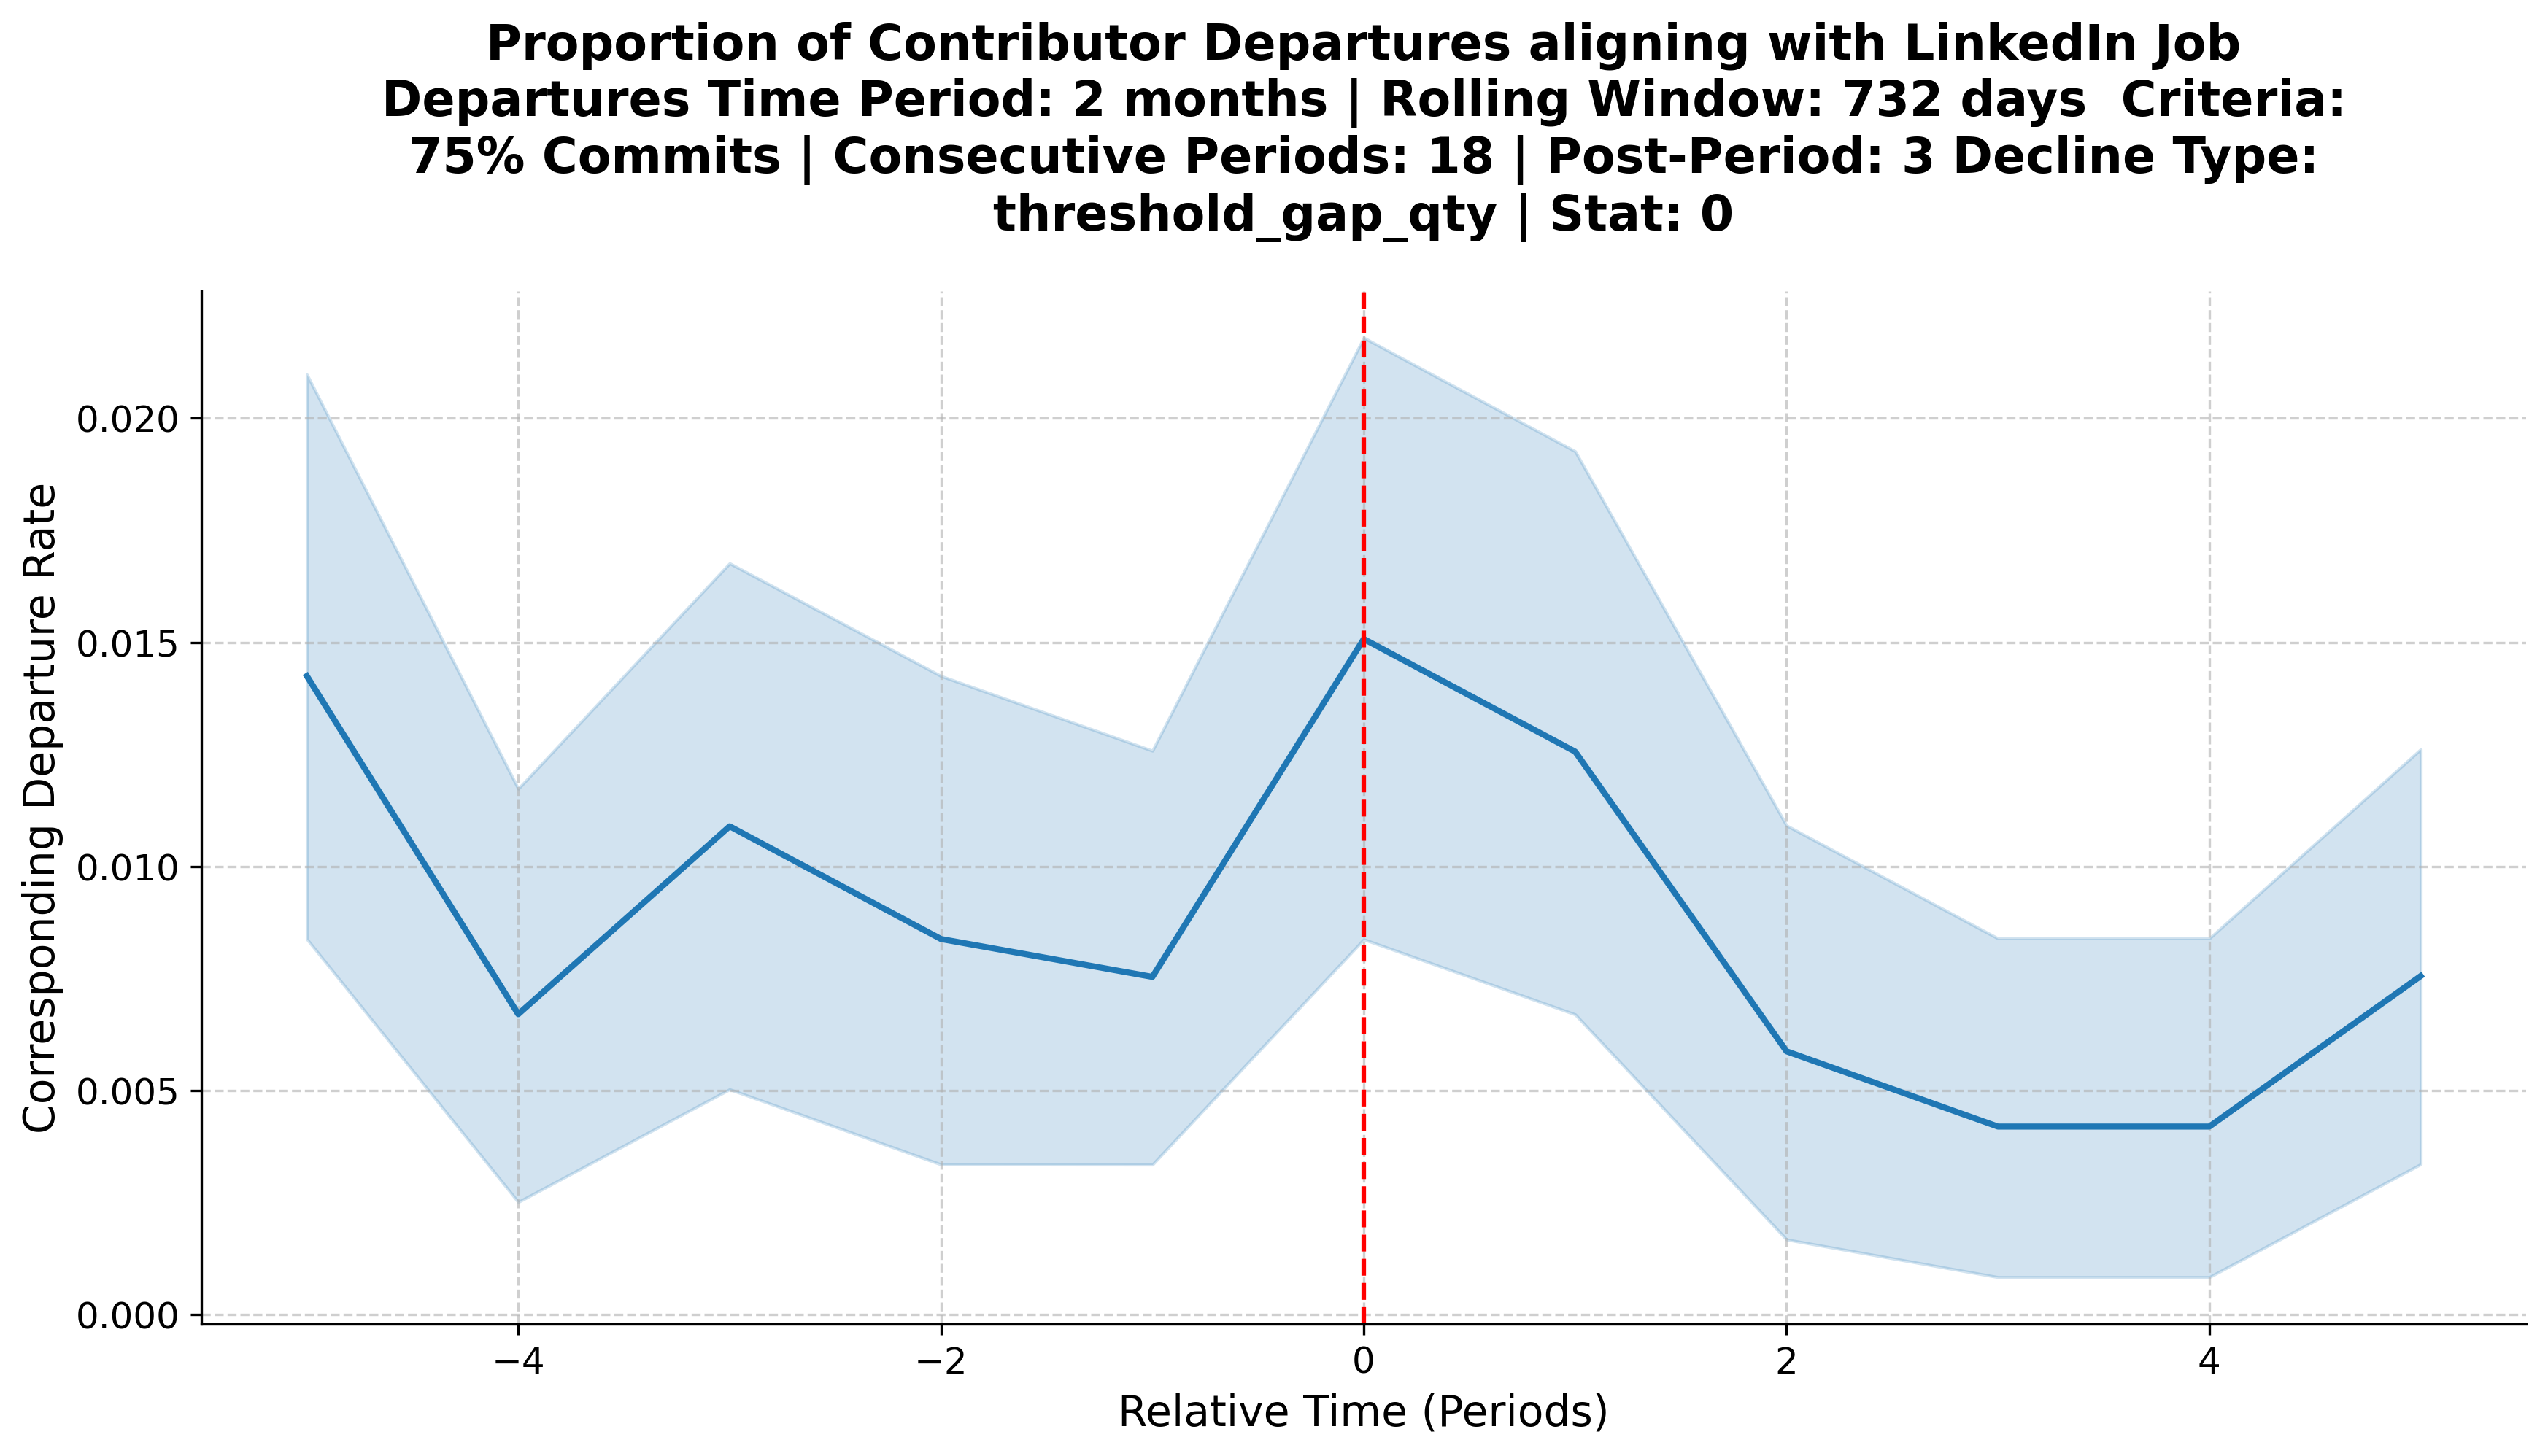 Proportion of Contributor Departures aligning with LinkedIn Job
Departures Time Period: 2 months | Rolling Window: 732 days  Criteria:
75% Commits | Consecutive Periods: 18 | Post-Period: 3 Decline Type:
threshold_gap_qty | Stat: 0
Corresponding Departure Rate
0.020
0.015
0.010
0.005
0.000
−4
−2
0
2
4
Relative Time (Periods)